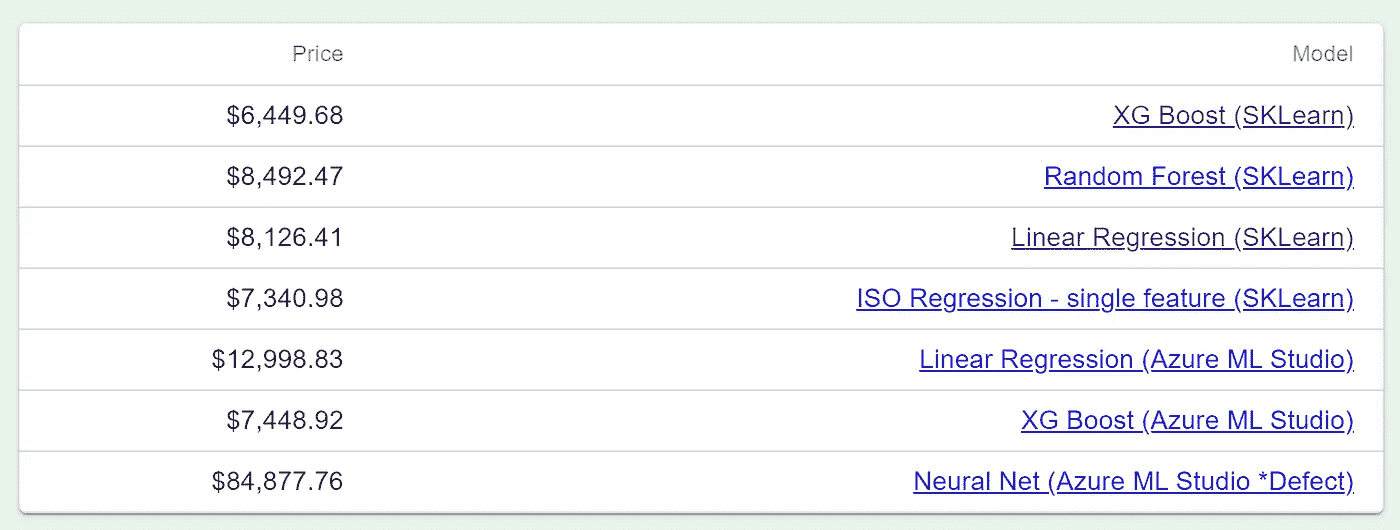 Price Model
$6,449.68 XG Boost (SKLearn)
$8,492.47 Random Forest (SKLearn)
$8,126.41 Linear Regression (SKLearn)
$7,340.98 ISO Regression - single feature (SKLearn)
$12,998.83 Linear Regression (Azure ML Studio)
$7,448.92 XG Boost (Azure ML Studio)
$84,877.76 Neural Net (Azure ML Studio *Defect)